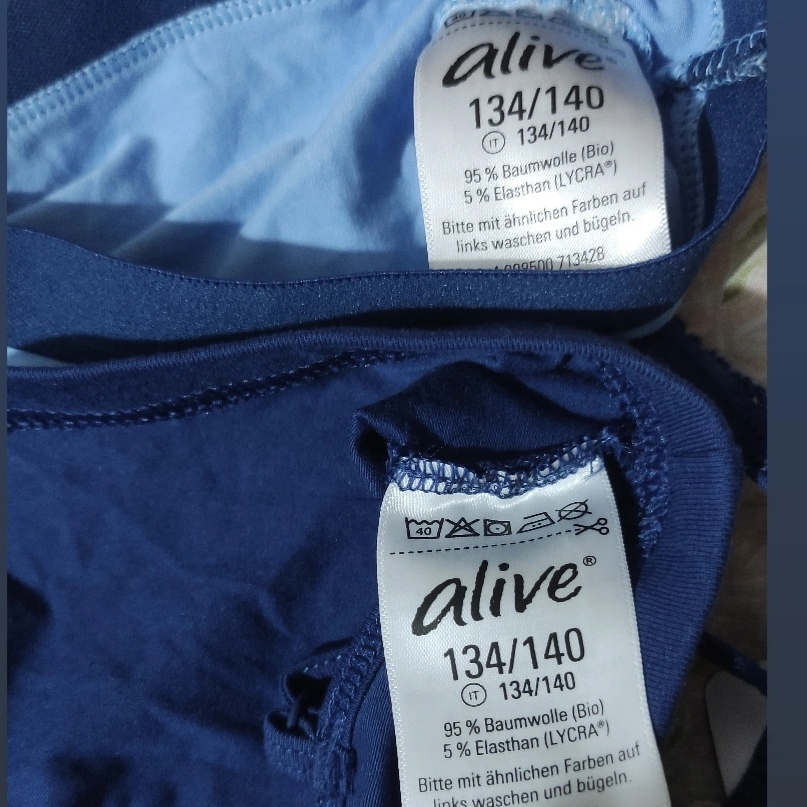 alive®
134/140
IT 134/140
95 % Baumwolle (Bio)
5 % Elasthan (LYCRA®)
Bitte mit ähnlichen Farben auf
links waschen und bügeln.
713428
40
alive®
134/140
IT 134/140
95 % Baumwolle (Bio)
5 % Elasthan (LYCRA®)
Bitte mit ähnlichen Farben auf
links waschen und bügeln.